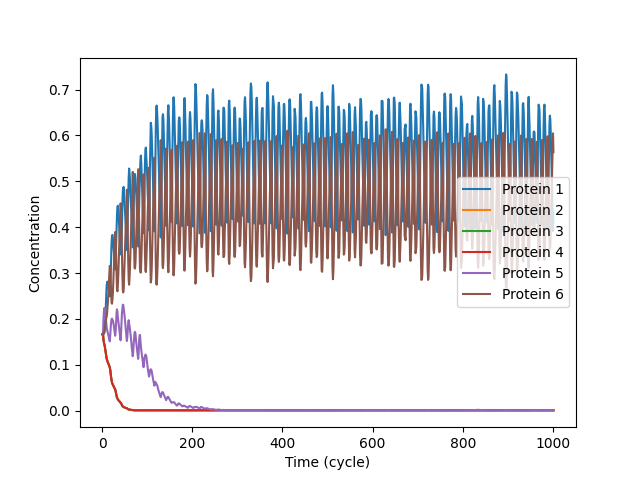 0.7
0.6
0.5
0.4
0.3
0.2
0.1
0.0
Concentration
0
200
400
600
800
1000
Time (cycle)
Protein 1
Protein 2
Protein 3
Protein 4
Protein 5
Protein 6